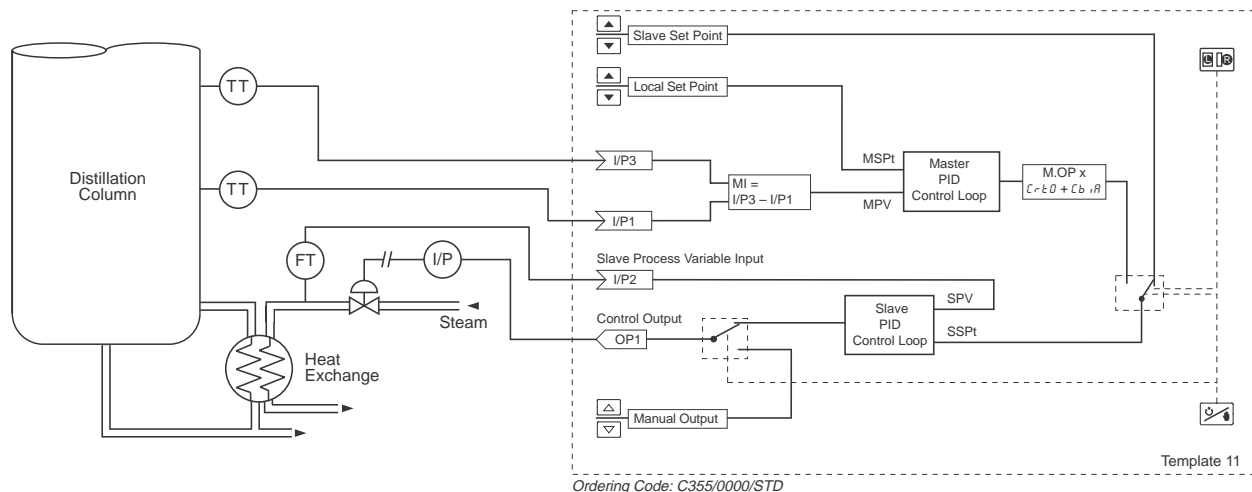 Slave Set Point
L R
Local Set Point
TT
I/P3
MSPt
Master
PID
Control Loop
M.OP x
CrtO + CbiA
Distillation
Column
MI =
I/P3 – I/P1
TT
MPV
I/P1
FT
I/P
Slave Process Variable Input
I/P2
SPV
Steam
Slave
PID
Control Loop
Control Output
OP1
SSPt
Heat
Exchange
Manual Output
Template 11
Ordering Code: C355/0000/STD